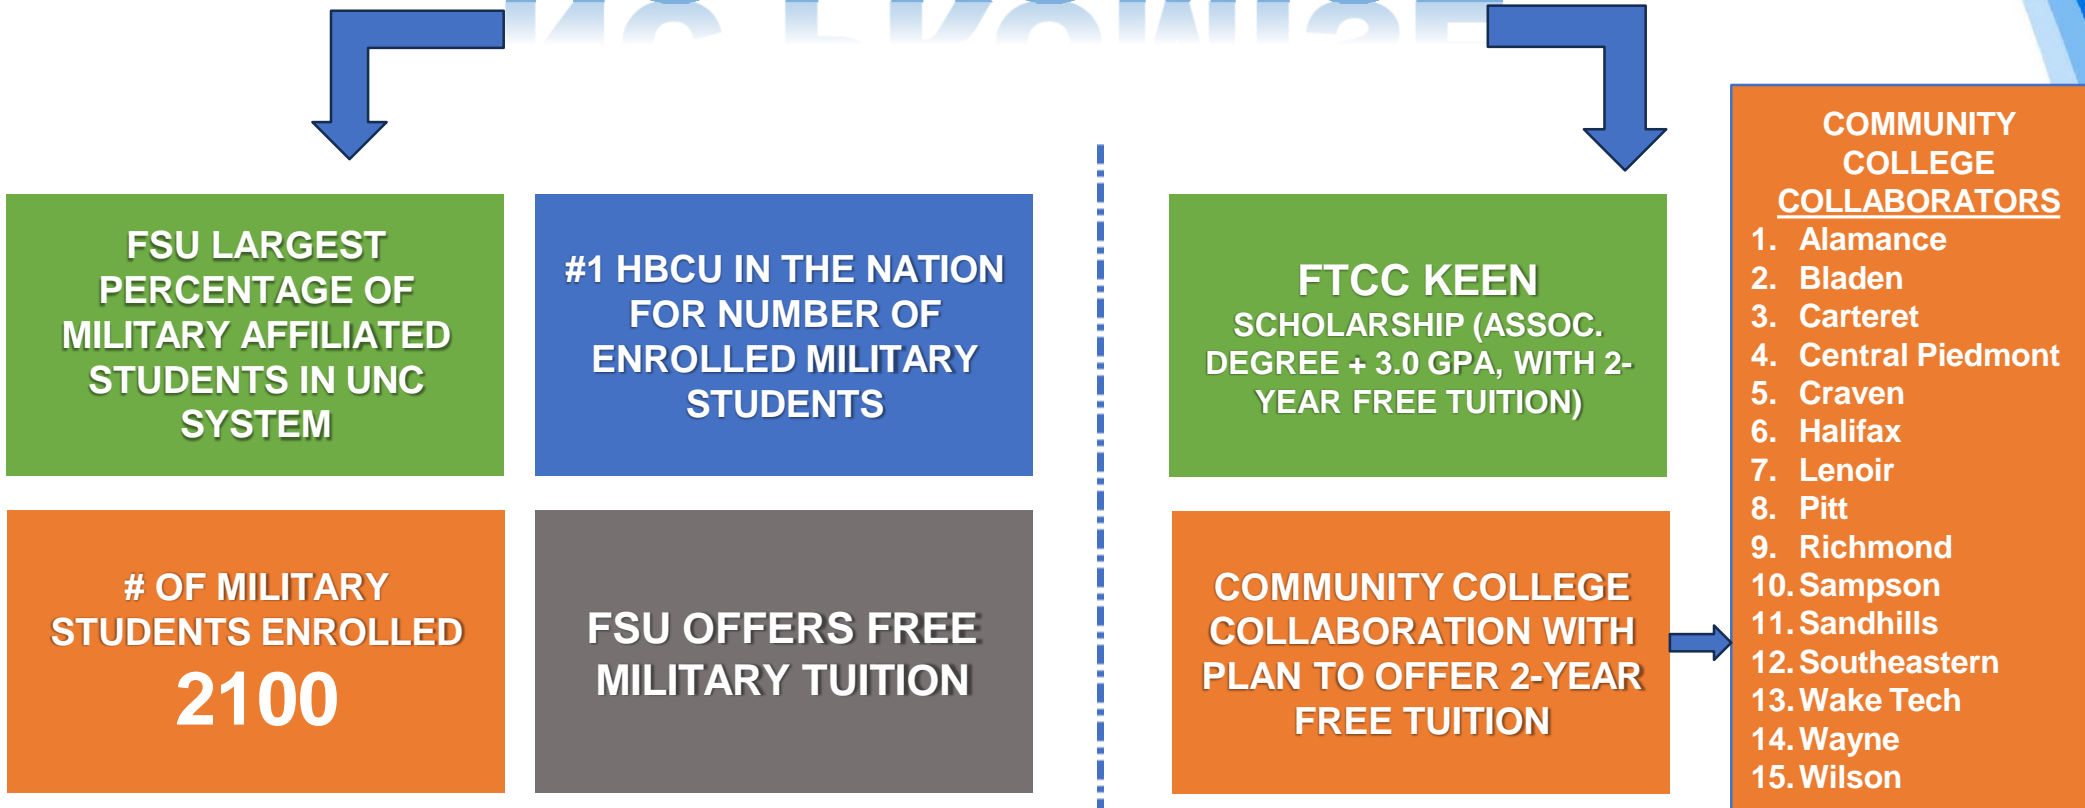 FSU LARGEST
PERCENTAGE OF
MILITARY AFFILIATED
STUDENTS IN UNC
SYSTEM
#1 HBCU IN THE NATION
FOR NUMBER OF
ENROLLED MILITARY
STUDENTS
# OF MILITARY
STUDENTS ENROLLED
2100
FSU OFFERS FREE
MILITARY TUITION
FTCC KEEN
SCHOLARSHIP (ASSOC.
DEGREE + 3.0 GPA, WITH 2-
YEAR FREE TUITION)
COMMUNITY COLLEGE
COLLABORATION WITH
PLAN TO OFFER 2-YEAR
FREE TUITION
COMMUNITY
COLLEGE
COLLABORATORS
1. Alamance
2. Bladen
3. Carteret
4. Central Piedmont
5. Craven
6. Halifax
7. Lenoir
8. Pitt
9. Richmond
10. Sampson
11. Sandhills
12. Southeastern
13. Wake Tech
14. Wayne
15. Wilson